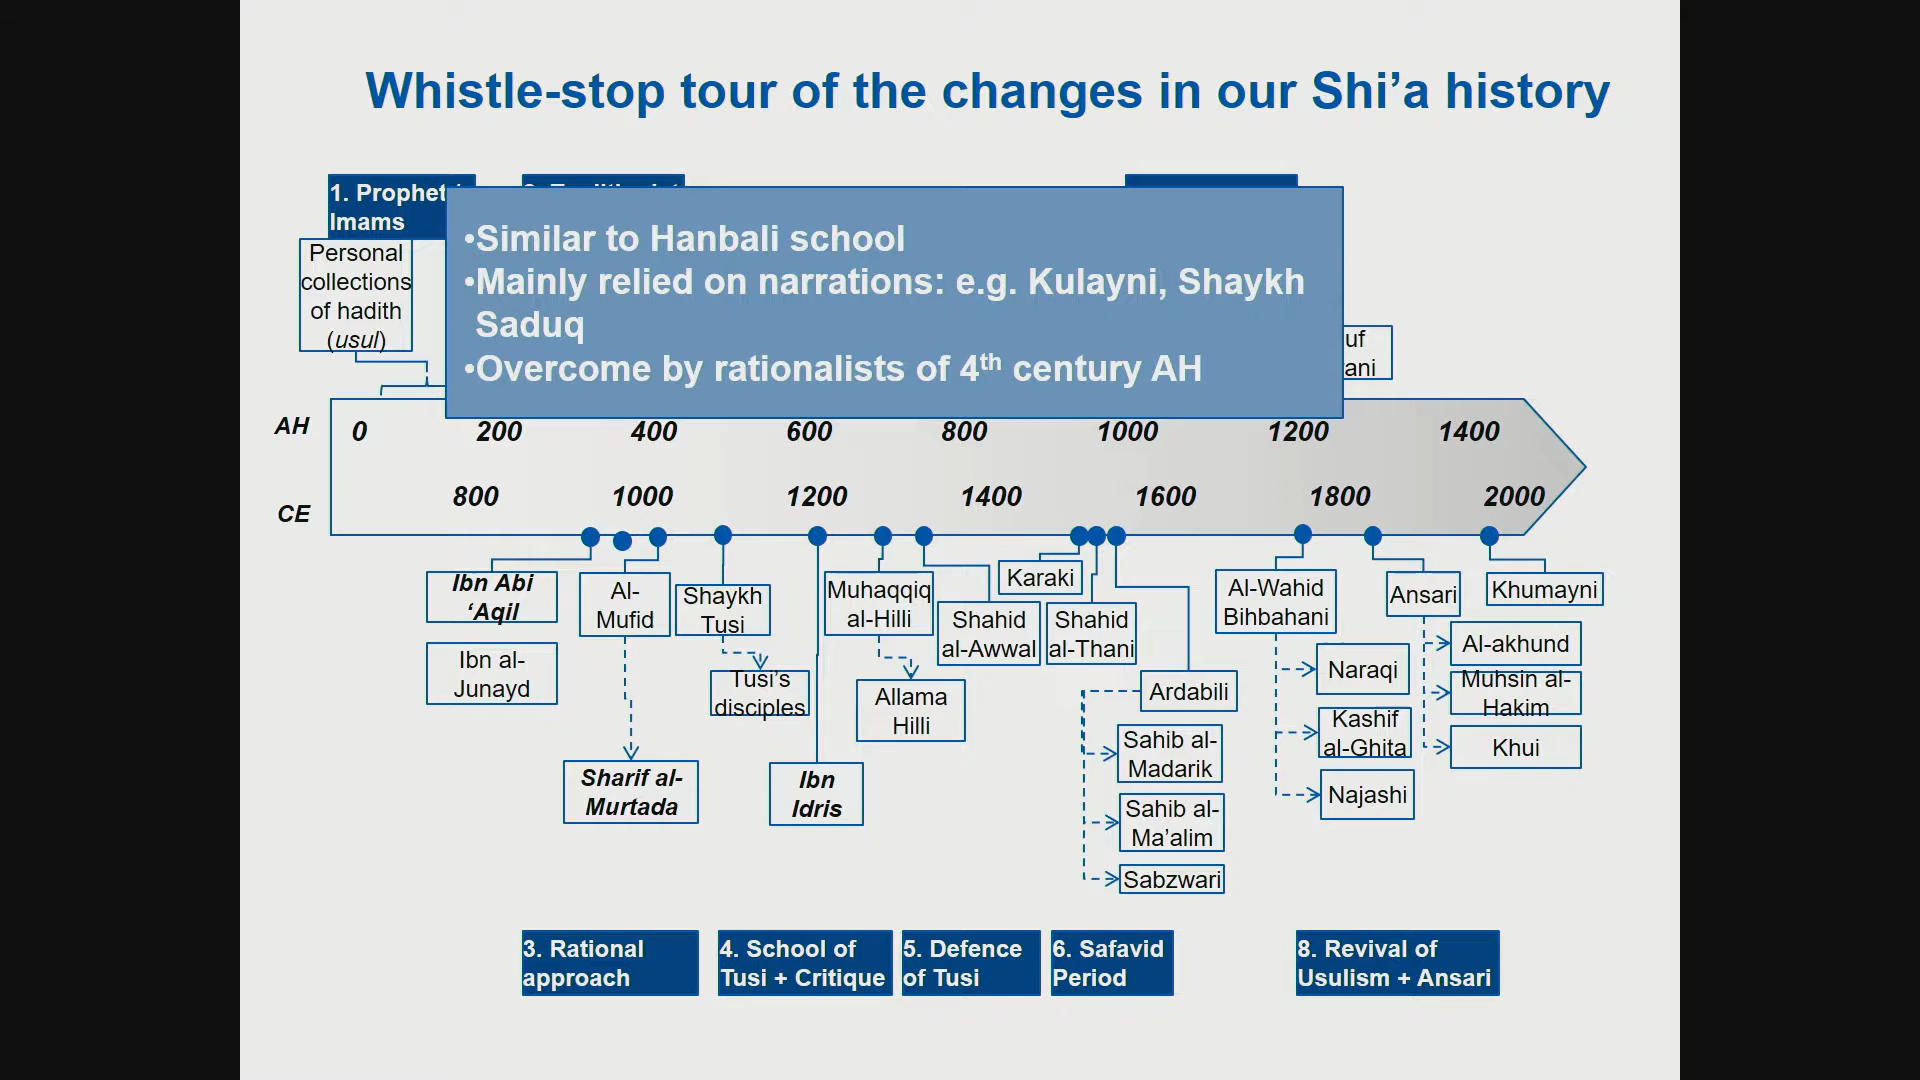 Whistle-stop tour of the changes in our Shi’a history
1. Prophet
Imams
Personal
collections
of hadith
(usul)
•Similar to Hanbali school
•Mainly relied on narrations: e.g. Kulayni, Shaykh
Saduq
•Overcome by rationalists of 4th century AH
AH 0 200 400 600 800 1000 1200 1400
CE 800 1000 1200 1400 1600 1800 2000
Ibn Abi
‘Aqil
Ibn al-
Junayd
Al-
Mufid
Sharif al-
Murtada
Shaykh
Tusi
Tusi’s
disciples
Ibn
Idris
Muhaqqiq
al-Hilli
Allama
Hilli
Shahid
al-Awwal
Karaki
Shahid
al-Thani
Ardabili
Sahib al-
Madarik
Sahib al-
Ma’alim
Sabzwari
Al-Wahid
Bihbahani
Naraqi
Kashif
al-Ghita
Najashi
Ansari
Al-akhund
Muhsin al-
Hakim
Khui
Khumayni
3. Rational
approach
4. School of
Tusi + Critique
5. Defence
of Tusi
6. Safavid
Period
8. Revival of
Usulism + Ansari